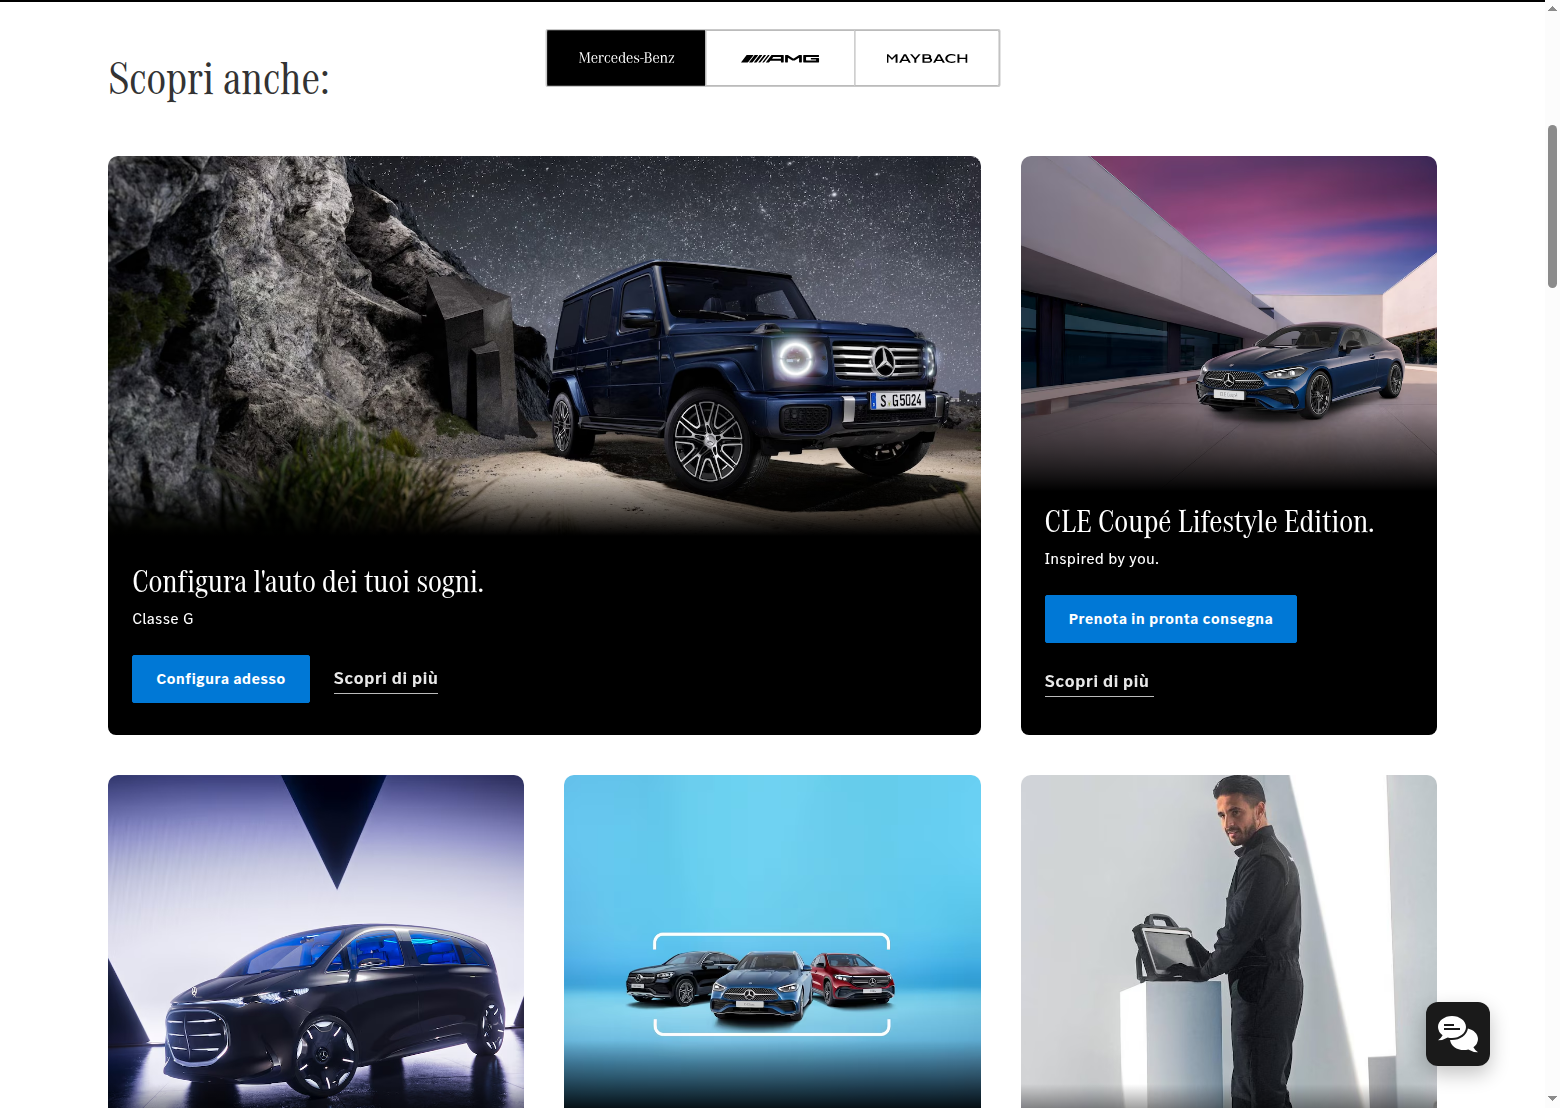 Mercedes-Benz
AMG
MAYBACH
Scopri anche:
S G5024
Configura l'auto dei tuoi sogni.
Classe G
Configura adesso
Scopri di più
CLE Coupé Lifestyle Edition.
Inspired by you.
Prenota in pronta consegna
Scopri di più